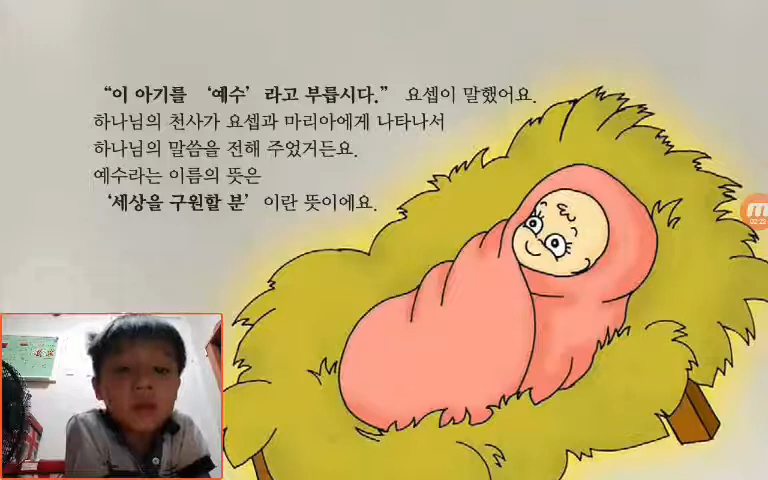 “이 아기를 ‘예수’ 라고 부릅시다.” 요셉이 말했어요.
하나님의 천사가 요셉과 마리아에게 나타나서
하나님의 말씀을 전해 주었거든요.
예수라는 이름의 뜻은
‘세상을 구원할 분’ 이란 뜻이에요.